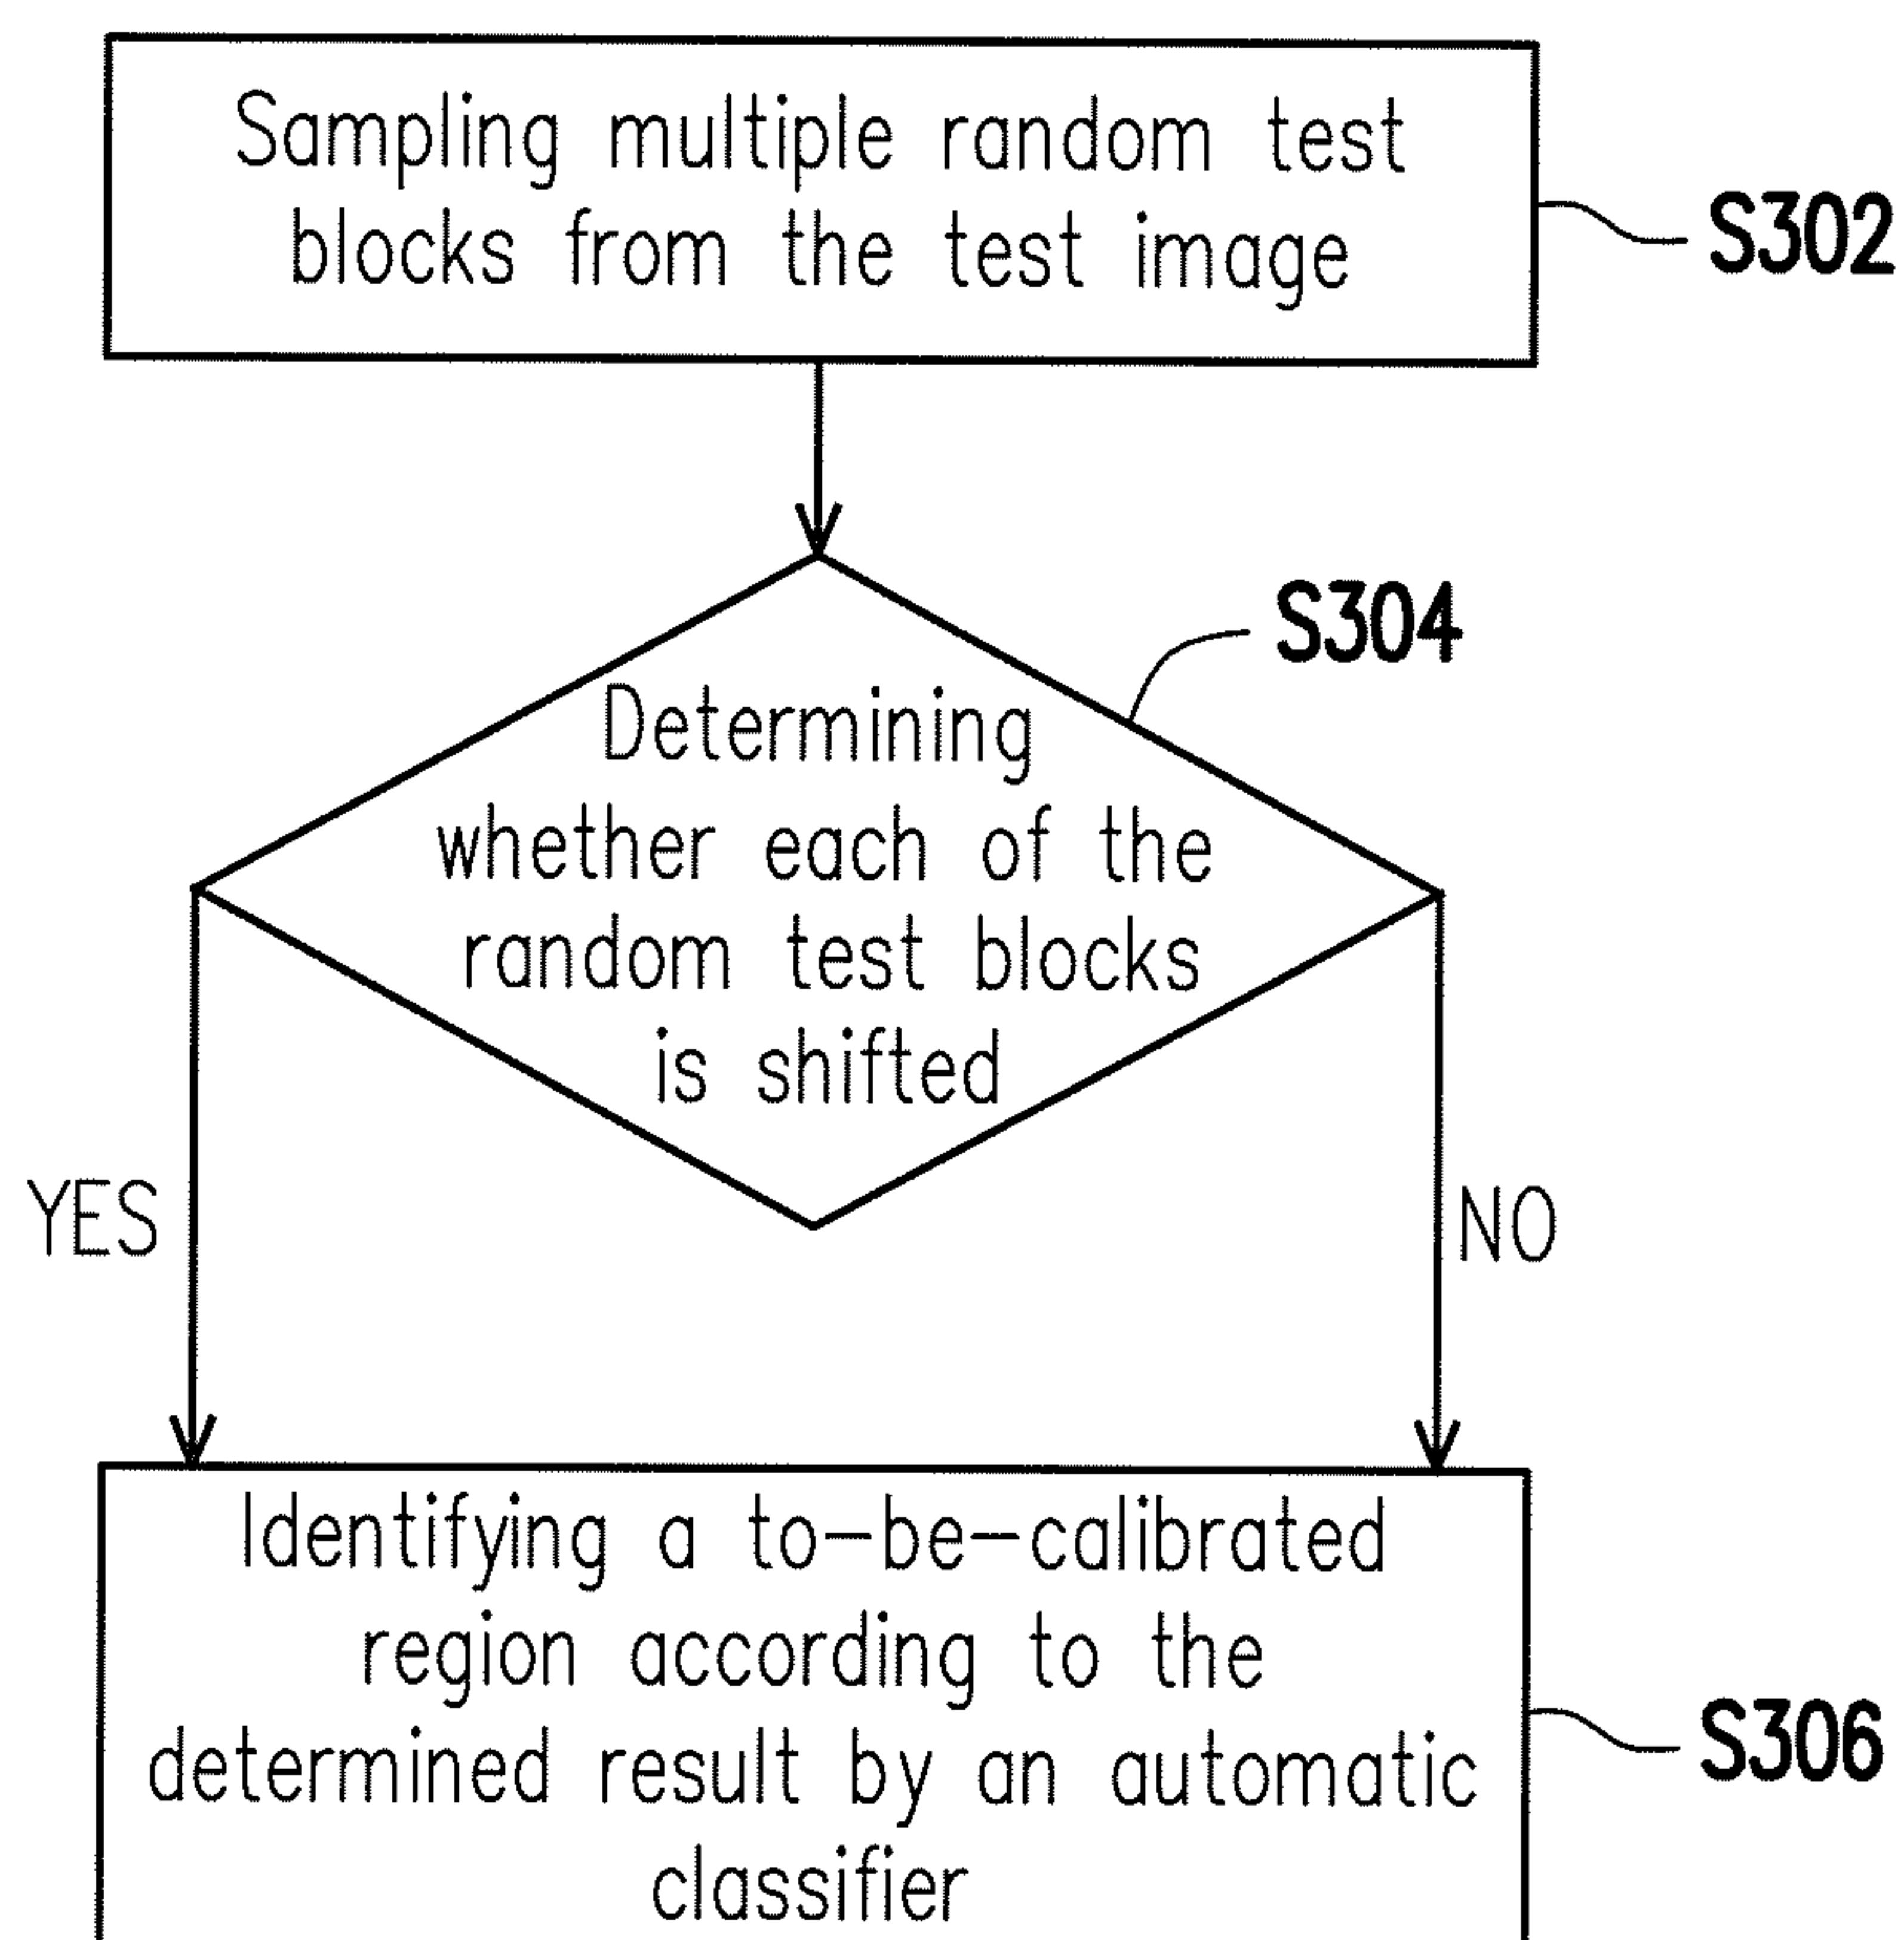 Sampling multiple random test
blocks from the test image
S302
S304
Determining
whether each of the
random test blocks
is shifted
YES
NO
Identifying a to-be-calibrated
region according to the
determined result by an automatic
classifier
S306